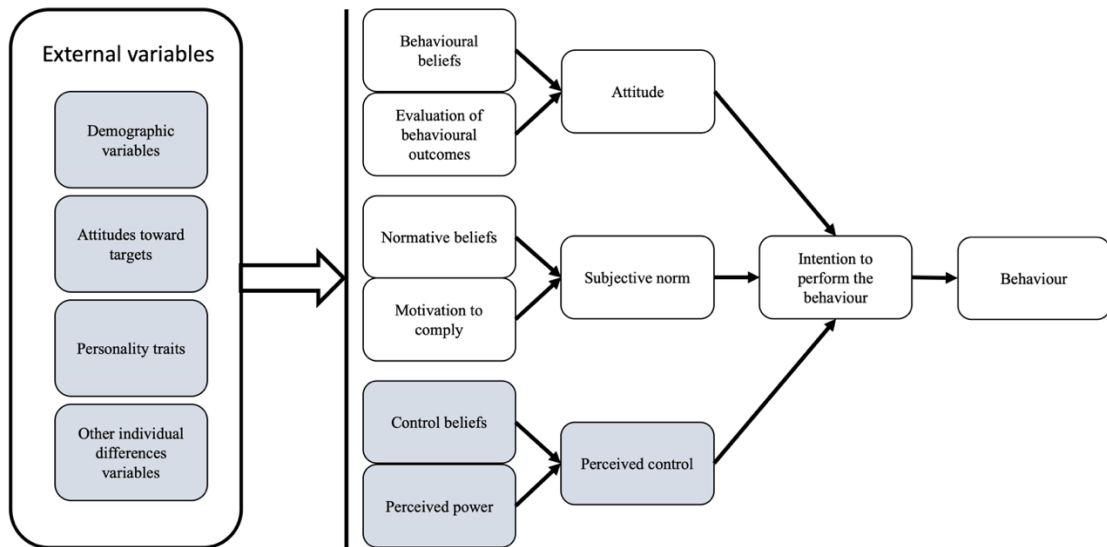 External variables
Demographic
variables
Attitudes toward
targets
Personality traits
Other individual
differences
variables
Behavioural
beliefs
Evaluation of
behavioural
outcomes
Attitude
Normative beliefs
Motivation to
comply
Subjective norm
Control beliefs
Perceived power
Perceived control
Intention to
perform the
behaviour
Behaviour